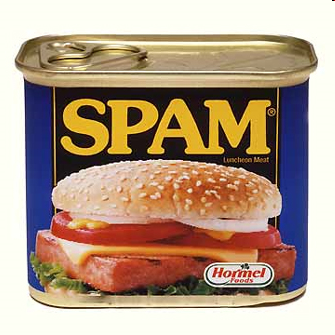 SPAM®
Luncheon Meat
Hormel
Foods